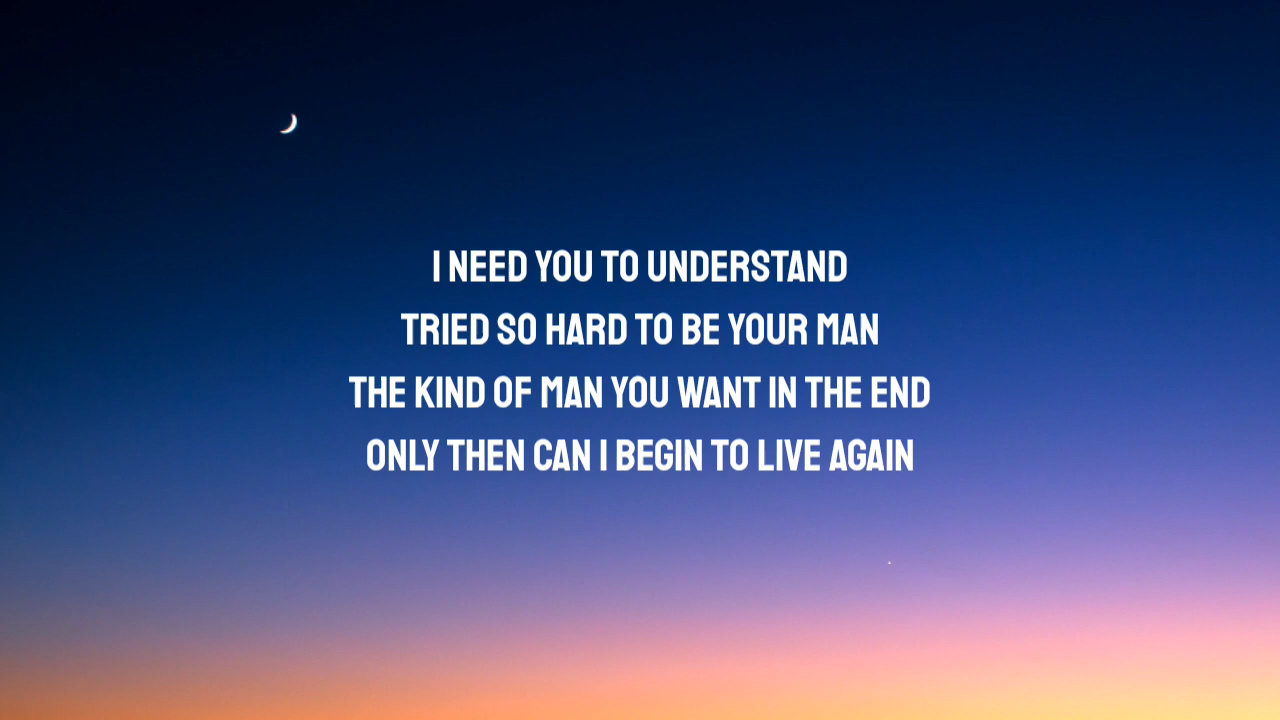 I NEED YOU TO UNDERSTAND
TRIED SO HARD TO BE YOUR MAN
THE KIND OF MAN YOU WANT IN THE END
ONLY THEN CAN I BEGIN TO LIVE AGAIN